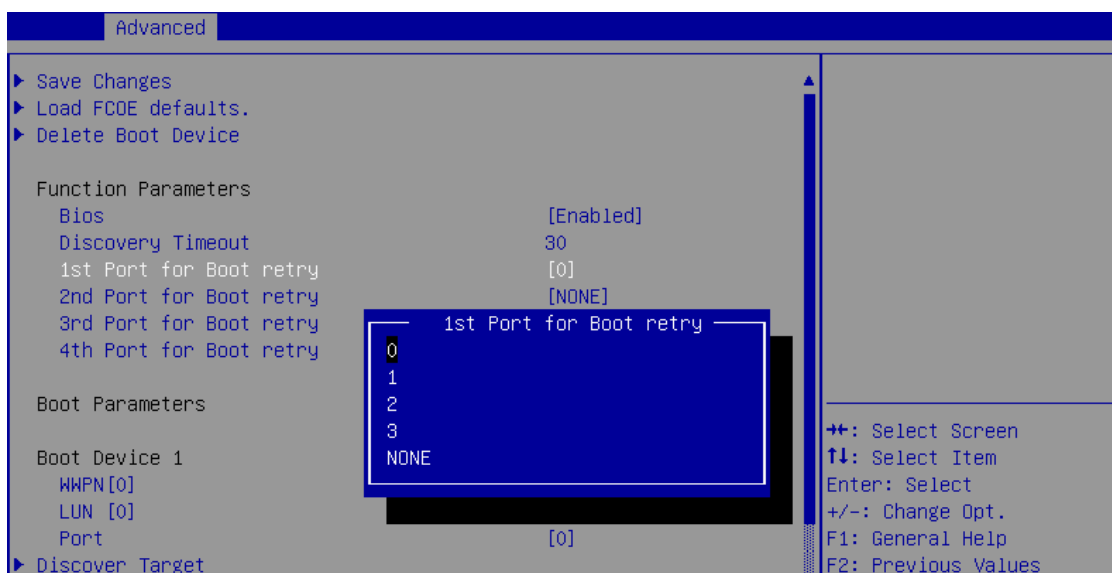 Advanced
Save Changes
Load FCOE defaults.
Delete Boot Device
Function Parameters
Bios [Enabled]
Discovery Timeout 30
1st Port for Boot retry [0]
2nd Port for Boot retry [NONE]
3rd Port for Boot retry
4th Port for Boot retry
1st Port for Boot retry
0
1
2
3
NONE
Boot Parameters
Boot Device 1
WWPN[0]
LUN [0]
Port [0]
Discover Target
→←: Select Screen
↑↓: Select Item
Enter: Select
+/-: Change Opt.
F1: General Help
F2: Previous Values